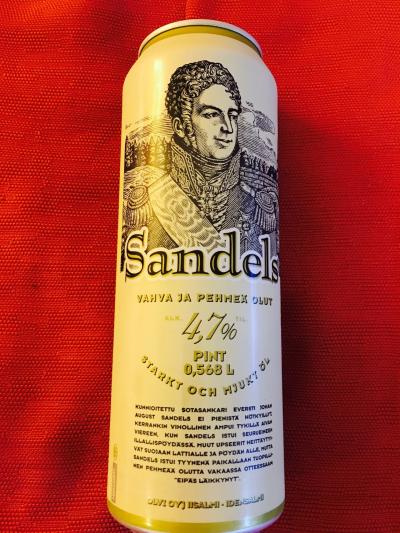 Sandels
VAHVA JA PEHMEÄ OLUT
ALK. 4,7% TIL.
PINT
0,568 L
STARKT OCH MJUKT ÖL
KUNNIOITETTU SOTASANKARI EVERSTI JOHAN
AUGUST SANDELS EI PIENISTÄ HÖTKYILLYT.
KERRANKIN VIHOLLINEN AMPUI TYKILLÄ AIVAN
VIEREEN, KUN SANDELS ISTUI SEURUEINEEN
ILLALLISPÖYDÄSSÄ. MUUT UPSEERIT HEITTÄYTYI-
VÄT SUOJAAN LATTIALLE JA PÖYDÄN ALLE, MUTTA
SANDELS ISTUI TYYNENÄ PAIKALLAAN TUOPILLI-
NEN PEHMEÄÄ OLUTTA VAKAASSA OTTEESSAAN
"EIPÄS LÄIKKYNYT".
OLVI OYJ IISALMI - IDENSALMI